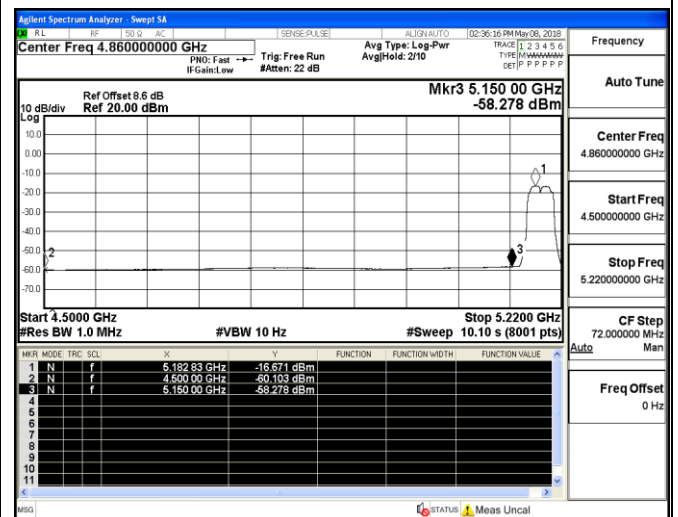 Agilent Spectrum Analyzer - Swept SA
RL RF 50 Ω AC SENSE:PULSE ALIGN AUTO 02:36:16 PM May 08, 2018
Center Freq 4.860000000 GHz
PNO: Fast Trig: Free Run
IFGain:Low #Atten: 22 dB
Avg Type: Log-Pwr
Avg|Hold: 2/10
TRACE 1 2 3 4 5 6
TYPE M
DET P P P P P P
Frequency
Auto Tune
Center Freq
4.860000000 GHz
Start Freq
4.500000000 GHz
Stop Freq
5.220000000 GHz
CF Step
72.000000 MHz
Auto Man
Freq Offset
0 Hz
Mkr3 5.150 00 GHz
-58.278 dBm
Ref Offset 8.6 dB
10 dB/div Ref 20.00 dBm
Log
10.0
0.00
-10.0
-20.0
-30.0
-40.0
-50.0
-60.0
-70.0
1
2
3
Start 4.5000 GHz Stop 5.2200 GHz
#Res BW 1.0 MHz #VBW 10 Hz #Sweep 10.10 s (8001 pts)
MKR MODE TRC SCL X Y FUNCTION FUNCTION WIDTH FUNCTION VALUE
1 N f 5.182 83 GHz -16.671 dBm
2 N f 4.500 00 GHz -60.103 dBm
3 N f 5.150 00 GHz -58.278 dBm
4
5
6
7
8
9
10
11
MSG STATUS Meas Uncal